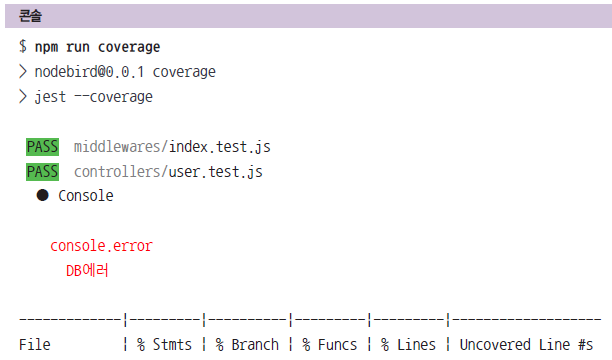 콘솔
$ npm run coverage
> nodebird@0.0.1 coverage
> jest --coverage
PASS middlewares/index.test.js
PASS controllers/user.test.js
● Console
console.error
DB에러
-------------|---------|----------|---------|---------|-------------------
File | % Stmts | % Branch | % Funcs | % Lines | Uncovered Line #s